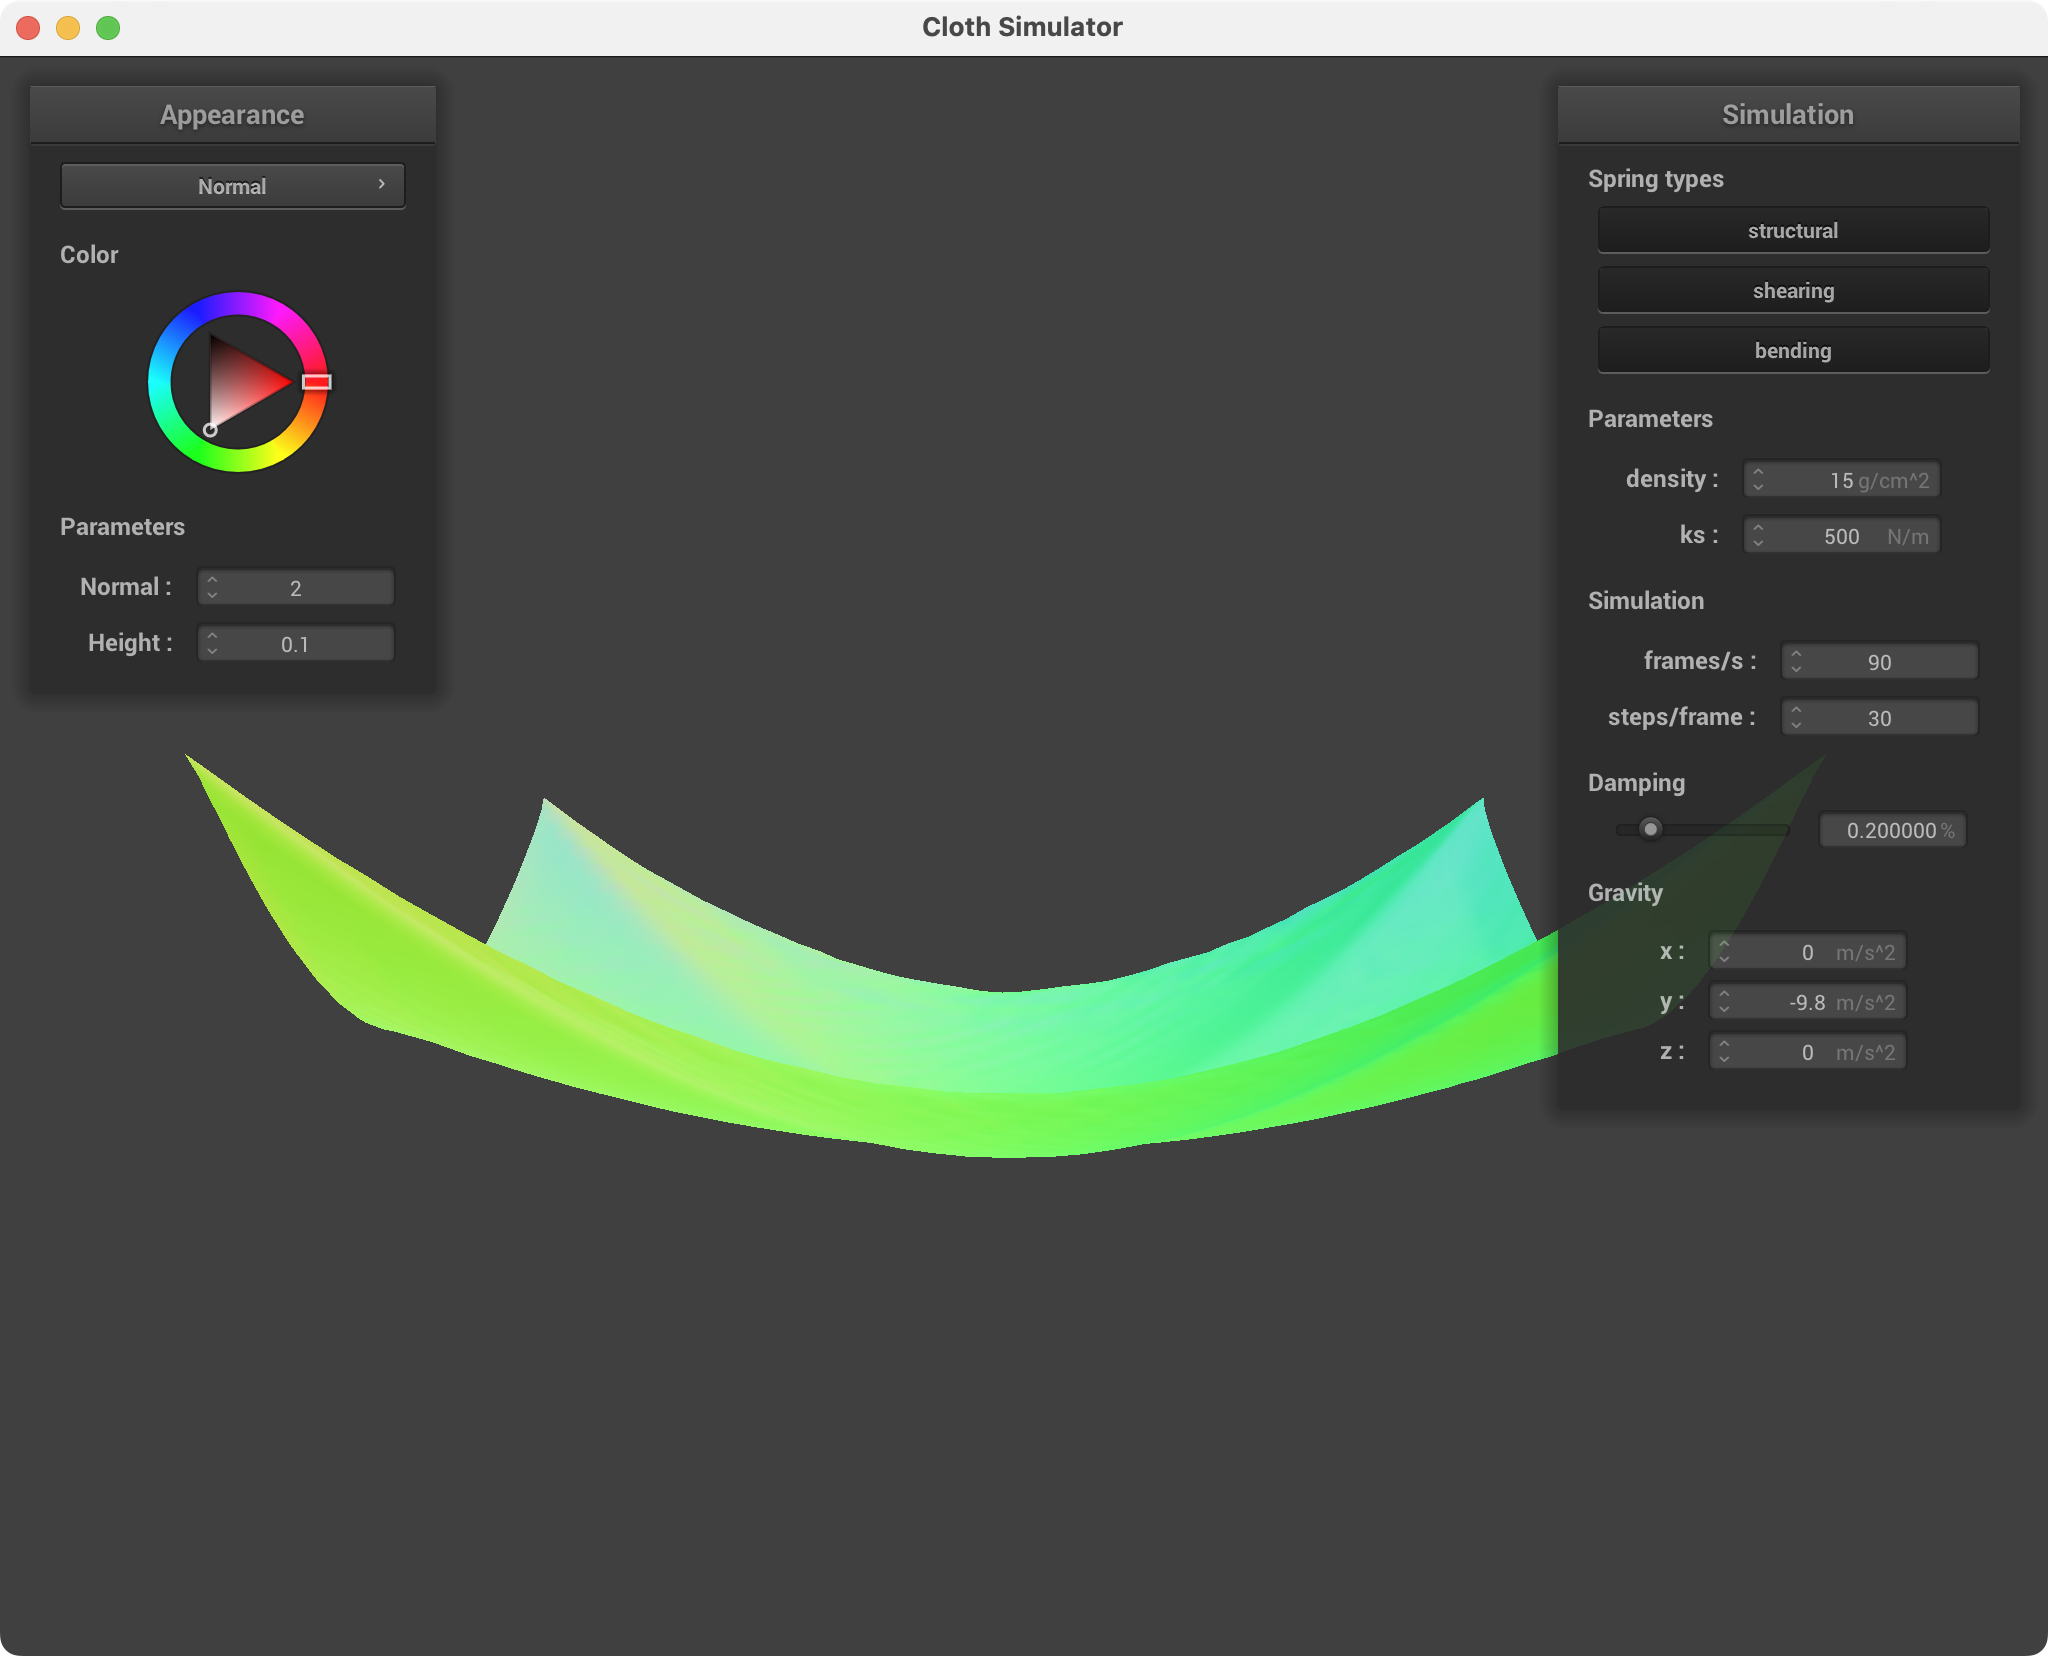 Cloth Simulator
Appearance
Normal
Color
Parameters
Normal : 2
Height : 0.1
Simulation
Spring types
structural
shearing
bending
Parameters
density : 15 g/cm^2
ks : 500 N/m
Simulation
frames/s : 90
steps/frame : 30
Damping
0.200000 %
Gravity
x : 0 m/s^2
y : -9.8 m/s^2
z : 0 m/s^2